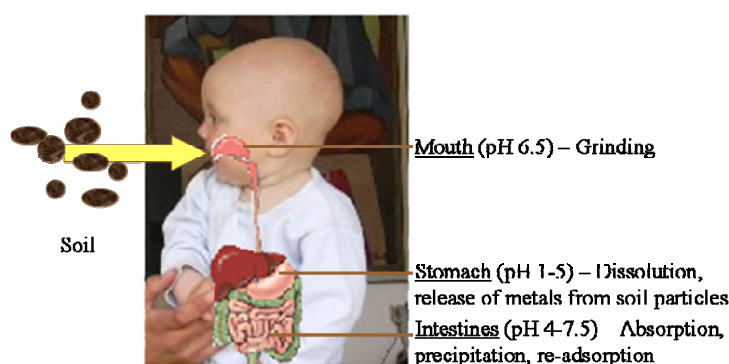 Mouth (pH 6.5) – Grinding
Soil
Stomach (pH 1-5) – Dissolution,
release of metals from soil particles
Intestines (pH 4-7.5) Absorption,
precipitation, re-adsorption